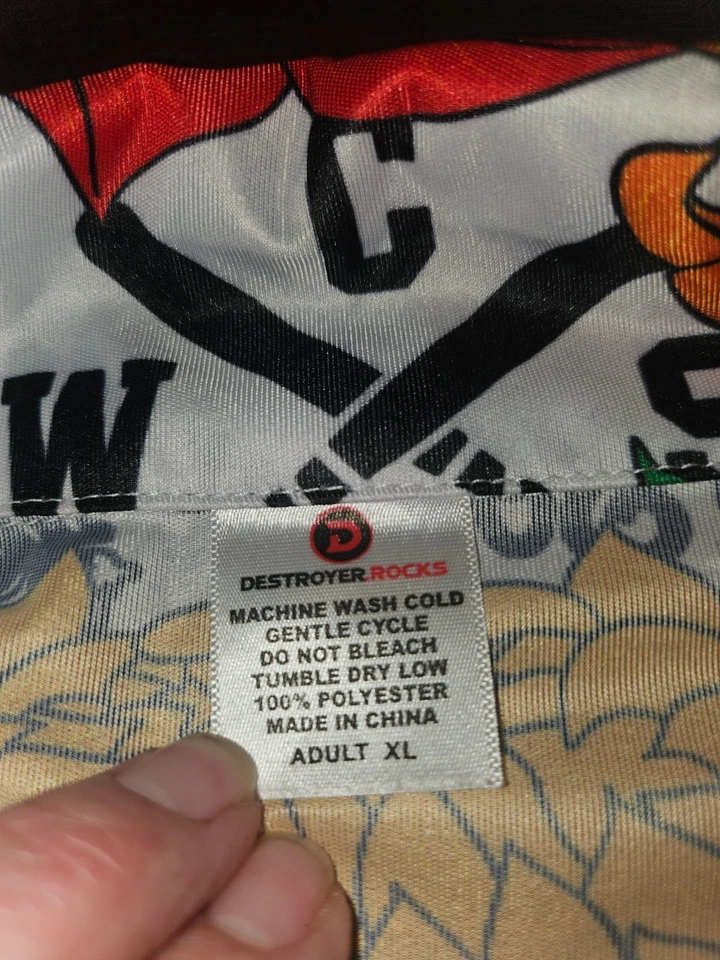 C
W
D
DESTROYER.ROCKS
MACHINE WASH COLD
GENTLE CYCLE
DO NOT BLEACH
TUMBLE DRY LOW
100% POLYESTER
MADE IN CHINA
ADULT XL